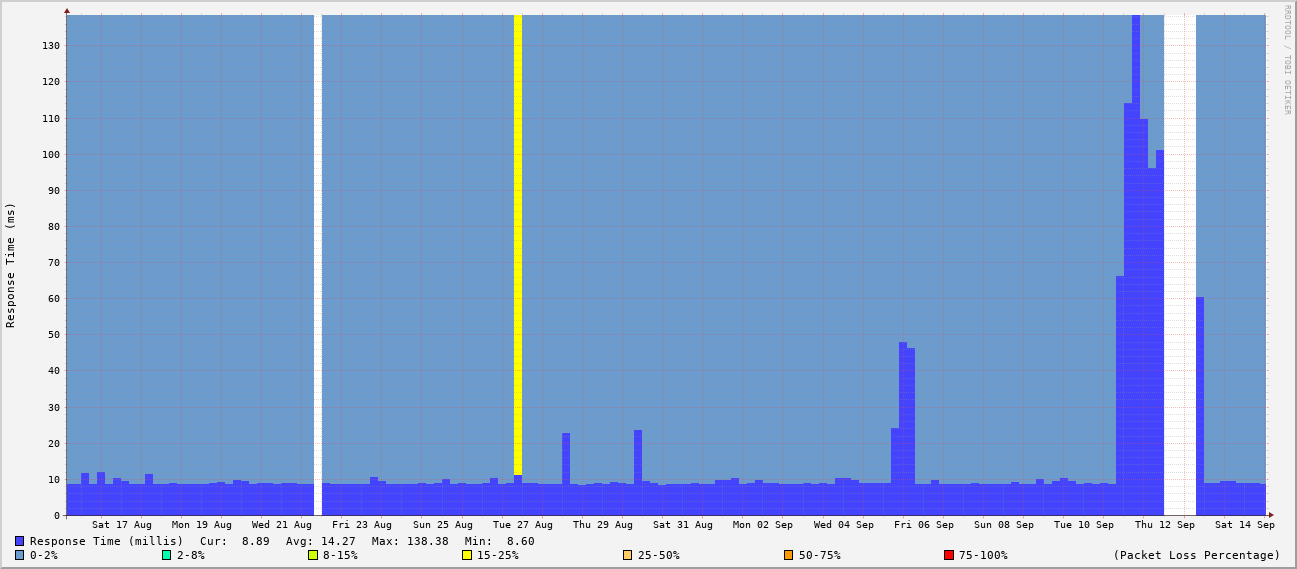 RRDTOOL / TOBI OETIKER
Response Time (ms)
130
120
110
100
90
80
70
60
50
40
30
20
10
0
Sat 17 Aug Mon 19 Aug Wed 21 Aug Fri 23 Aug Sun 25 Aug Tue 27 Aug Thu 29 Aug Sat 31 Aug Mon 02 Sep Wed 04 Sep Fri 06 Sep Sun 08 Sep Tue 10 Sep Thu 12 Sep Sat 14 Sep
Response Time (millis) Cur: 8.89 Avg: 14.27 Max: 138.38 Min: 8.60
0-2% 2-8% 8-15% 15-25% 25-50% 50-75% 75-100% (Packet Loss Percentage)